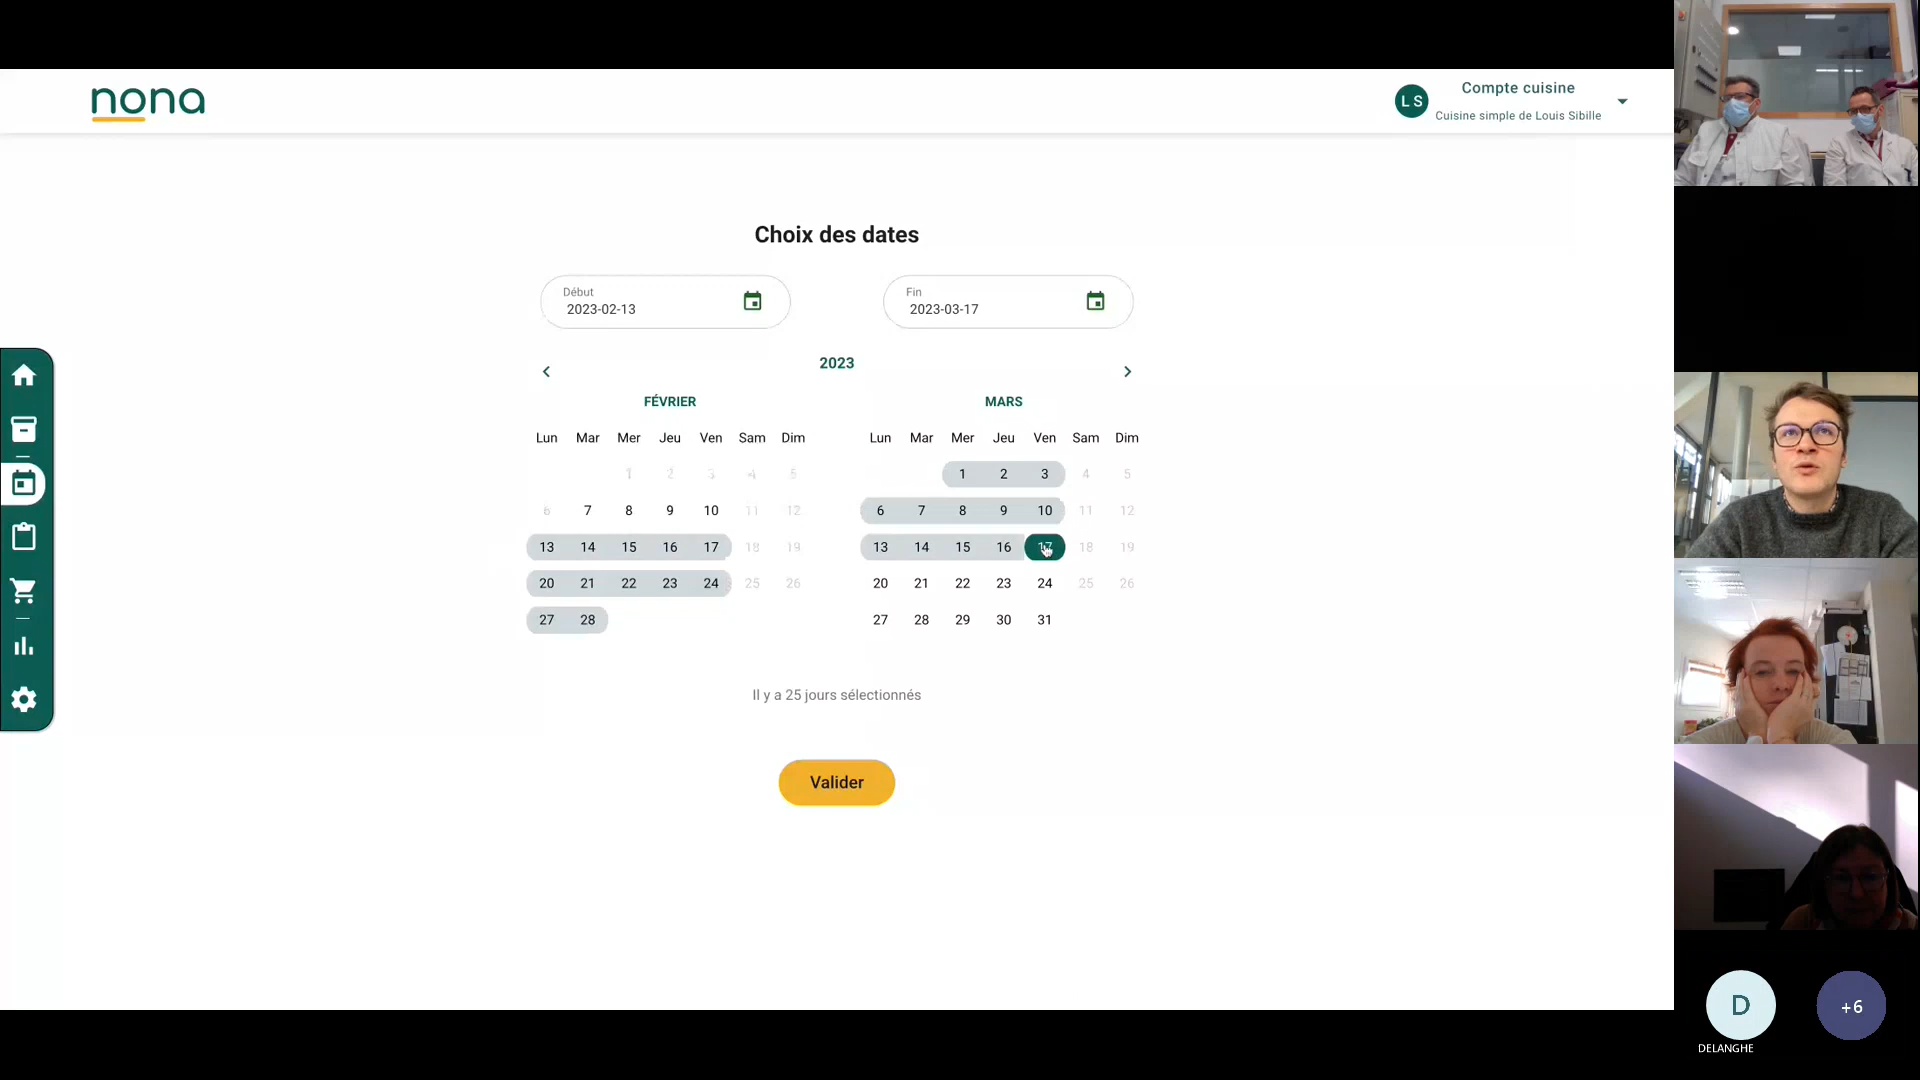 nona
LS
Compte cuisine
Cuisine simple de Louis Sibille
Choix des dates
Début
2023-02-13
Fin
2023-03-17
2023
FÉVRIER
Lun Mar Mer Jeu Ven Sam Dim
1 2 3 4 5
6 7 8 9 10 11 12
13 14 15 16 17 18 19
20 21 22 23 24 25 26
27 28
MARS
Lun Mar Mer Jeu Ven Sam Dim
1 2 3 4 5
6 7 8 9 10 11 12
13 14 15 16 17 18 19
20 21 22 23 24 25 26
27 28 29 30 31
Il y a 25 jours sélectionnés
Valider
D
DELANGHE
+6